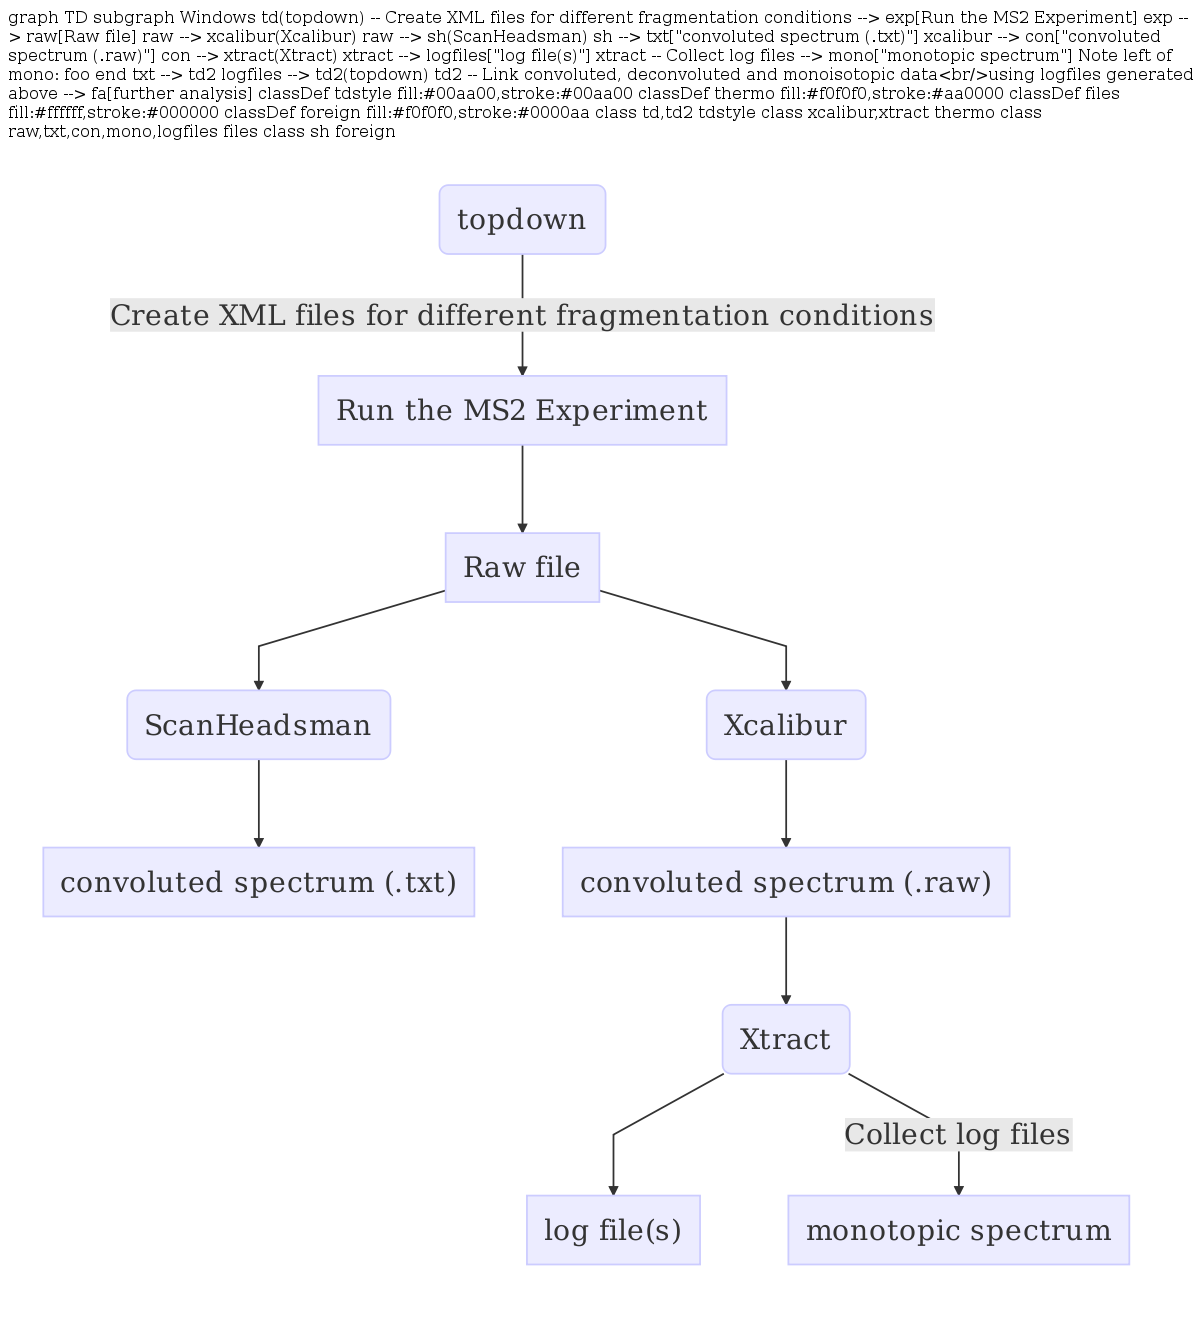 graph TD subgraph Windows td(topdown) -- Create XML files for different fragmentation conditions --> exp[Run the MS2 Experiment] exp --
> raw[Raw file] raw --> xcalibur(Xcalibur) raw --> sh(ScanHeadsman) sh --> txt["convoluted spectrum (.txt)"] xcalibur --> con["convoluted
spectrum (.raw)"] con --> xtract(Xtract) xtract --> logfiles["log file(s)"] xtract -- Collect log files --> mono["monotopic spectrum"] Note left of
mono: foo end txt --> td2 logfiles --> td2(topdown) td2 -- Link convoluted, deconvoluted and monoisotopic data<br/>using logfiles generated
above --> fa[further analysis] classDef tdstyle fill:#00aa00,stroke:#00aa00 classDef thermo fill:#f0f0f0,stroke:#aa0000 classDef files
fill:#ffffff,stroke:#000000 classDef foreign fill:#f0f0f0,stroke:#0000aa class td,td2 tdstyle class xcalibur,xtract thermo class
raw,txt,con,mono,logfiles files class sh foreign
topdown
Create XML files for different fragmentation conditions
Run the MS2 Experiment
Raw file
ScanHeadsman
Xcalibur
convoluted spectrum (.txt)
convoluted spectrum (.raw)
Xtract
Collect log files
log file(s)
monotopic spectrum